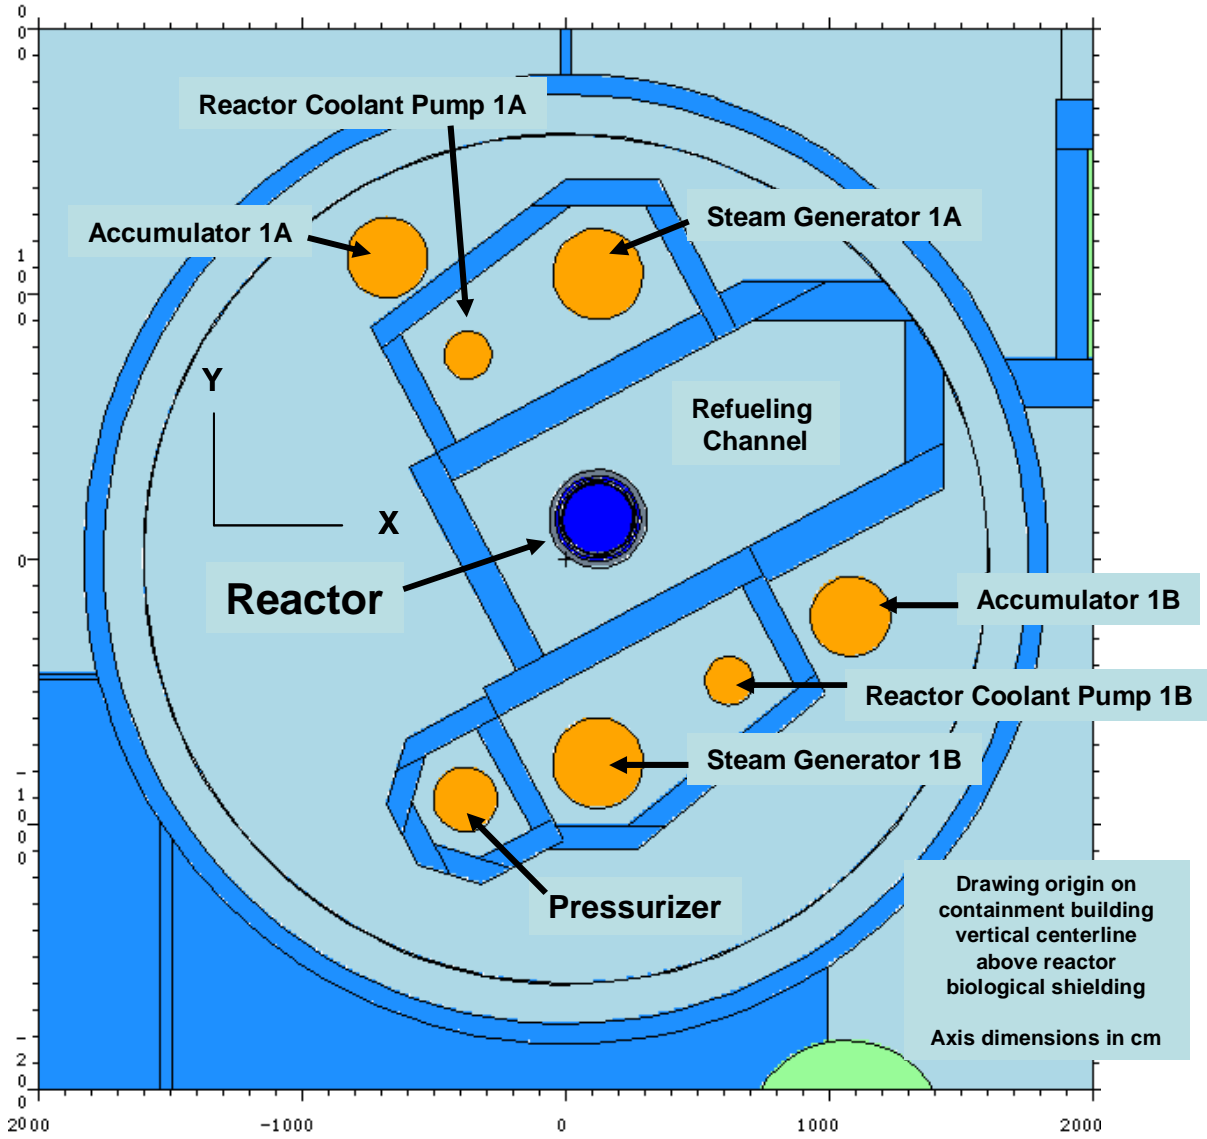 0
0
0
Reactor Coolant Pump 1A
Steam Generator 1A
Accumulator 1A
1
0
0
0
Y
Refueling
Channel
X
0
Reactor
Accumulator 1B
Reactor Coolant Pump 1B
Steam Generator 1B
–
1
0
0
0
Pressurizer
Drawing origin on
containment building
vertical centerline
above reactor
biological shielding
Axis dimensions in cm
–
2
0
0
2000
-1000
0
1000
2000